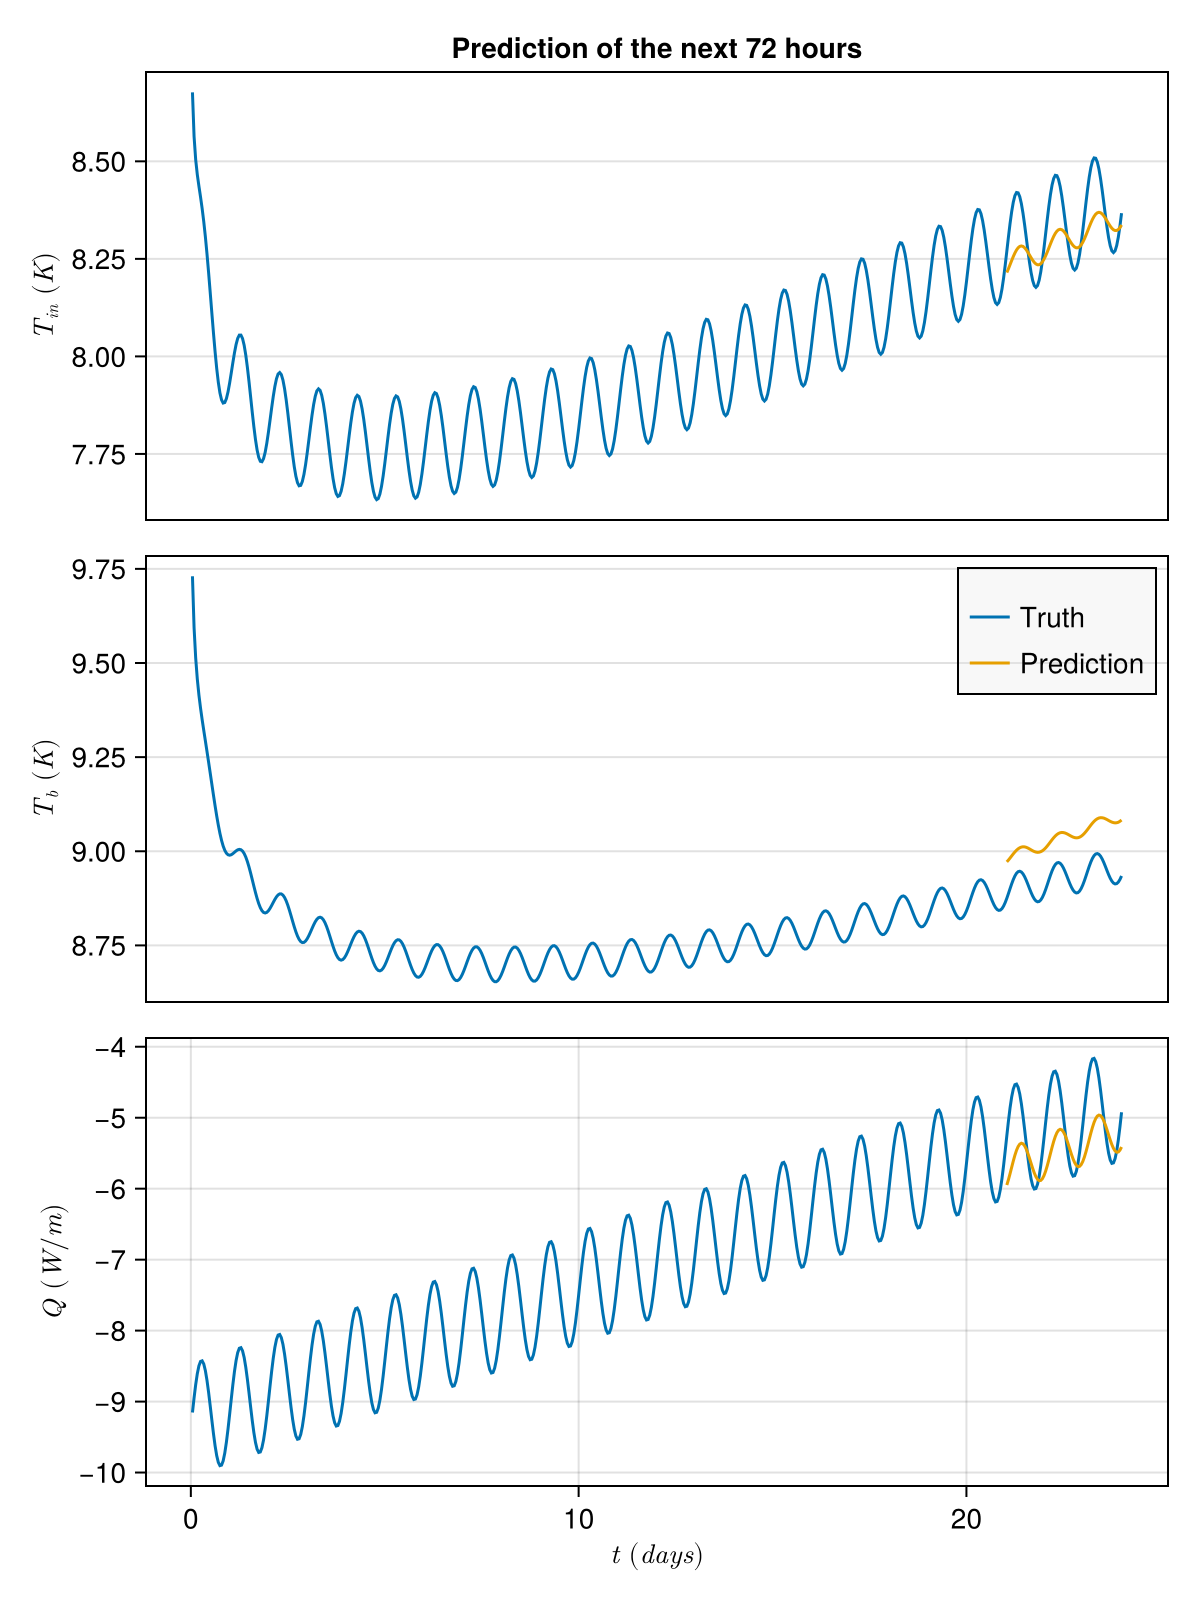 Prediction of the next 72 hours
8.50
8.25
8.00
7.75
T_in (K)
9.75
9.50
9.25
9.00
8.75
T_b (K)
Truth
Prediction
−4
−5
−6
−7
−8
−9
−10
Q (W/m)
0 10 20
t (days)